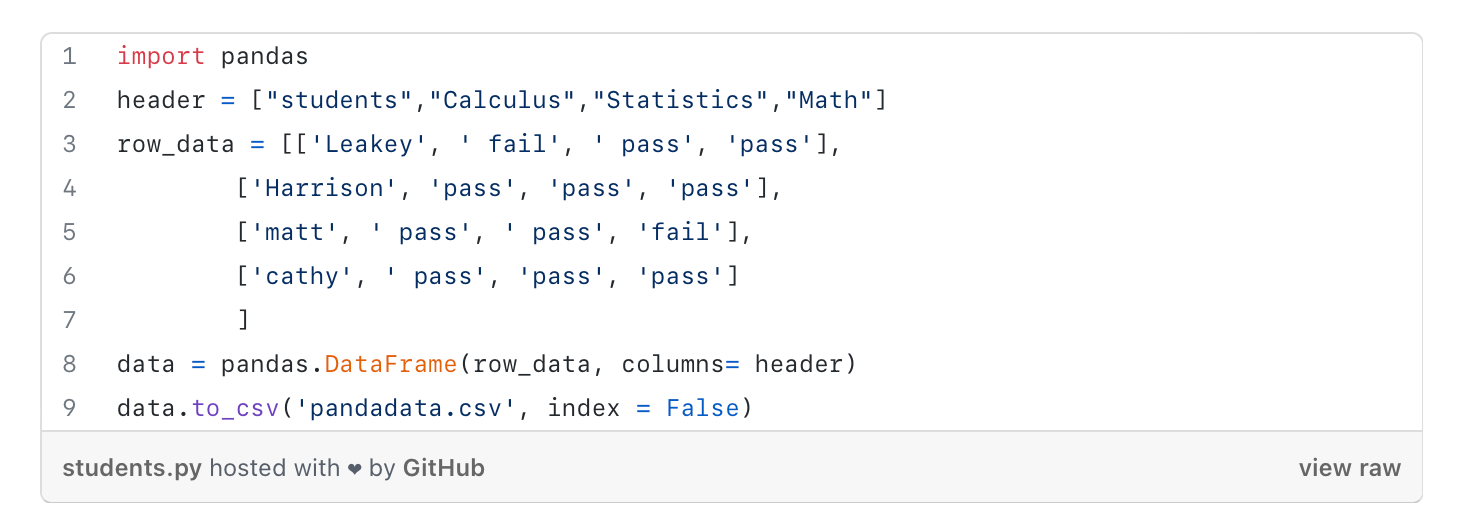 1 import pandas
2 header = ["students","Calculus","Statistics","Math"]
3 row_data = [['Leakey', ' fail', ' pass', 'pass'],
4         ['Harrison', 'pass', 'pass', 'pass'],
5         ['matt', ' pass', ' pass', 'fail'],
6         ['cathy', ' pass', 'pass', 'pass']
7         ]
8 data = pandas.DataFrame(row_data, columns= header)
9 data.to_csv('pandadata.csv', index = False)
students.py hosted with ❤ by GitHub view raw